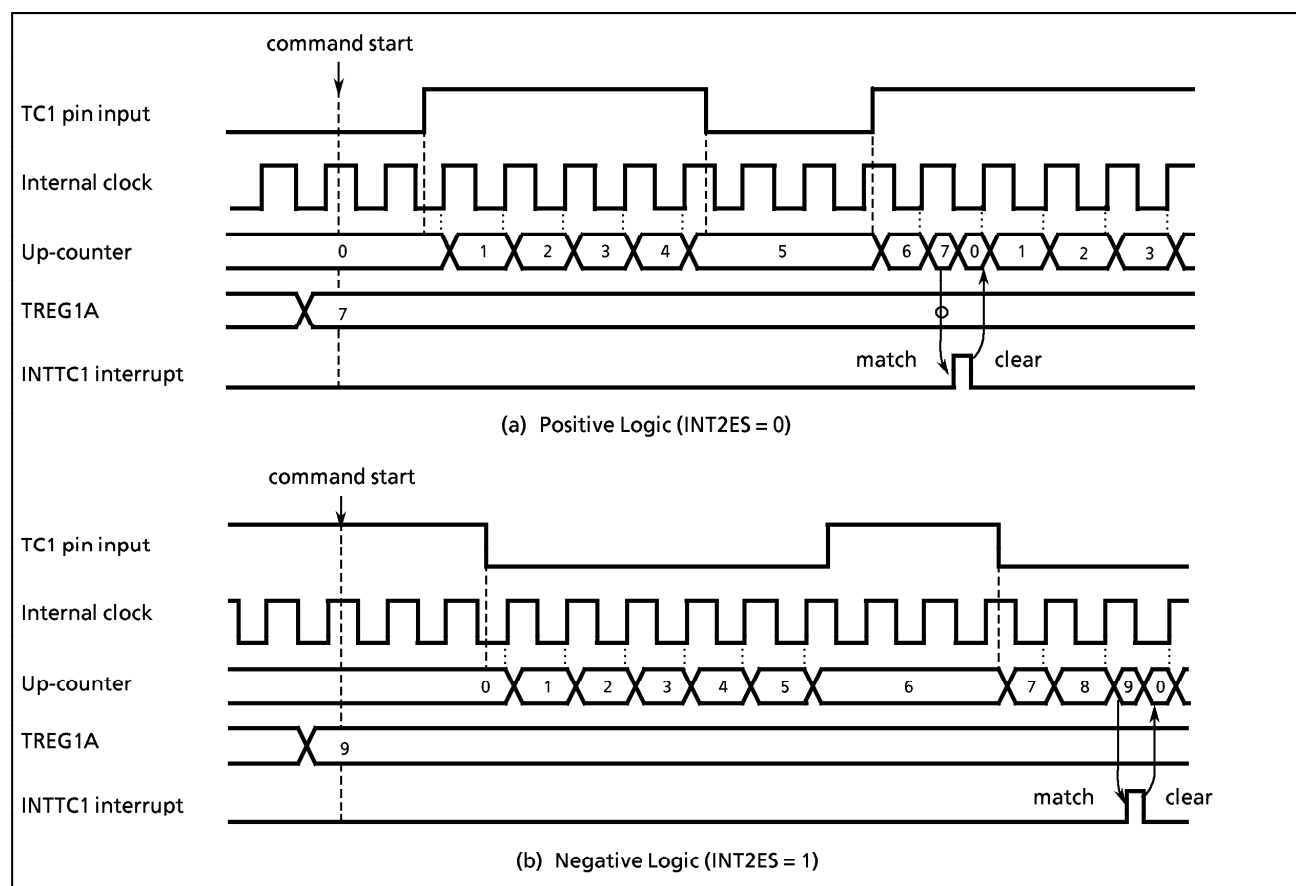 command start
TC1 pin input
Internal clock
Up-counter 0 1 2 3 4 5 6 7 0 1 2 3
TREG1A 7
match clear
INTTC1 interrupt
(a) Positive Logic (INT2ES = 0)
command start
TC1 pin input
Internal clock
Up-counter 0 1 2 3 4 5 6 7 8 9 0
TREG1A 9
INTTC1 interrupt match clear
(b) Negative Logic (INT2ES = 1)